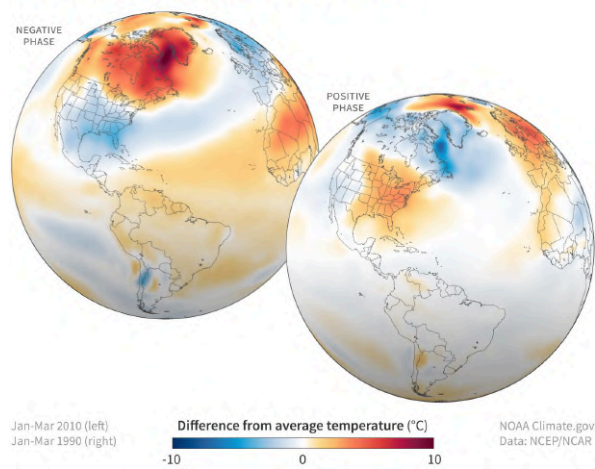 NEGATIVE
PHASE
POSITIVE
PHASE
Jan-Mar 2010 (left)
Jan-Mar 1990 (right)
Difference from average temperature (°C)
-10 0 10
NOAA Climate.gov
Data: NCEP/NCAR